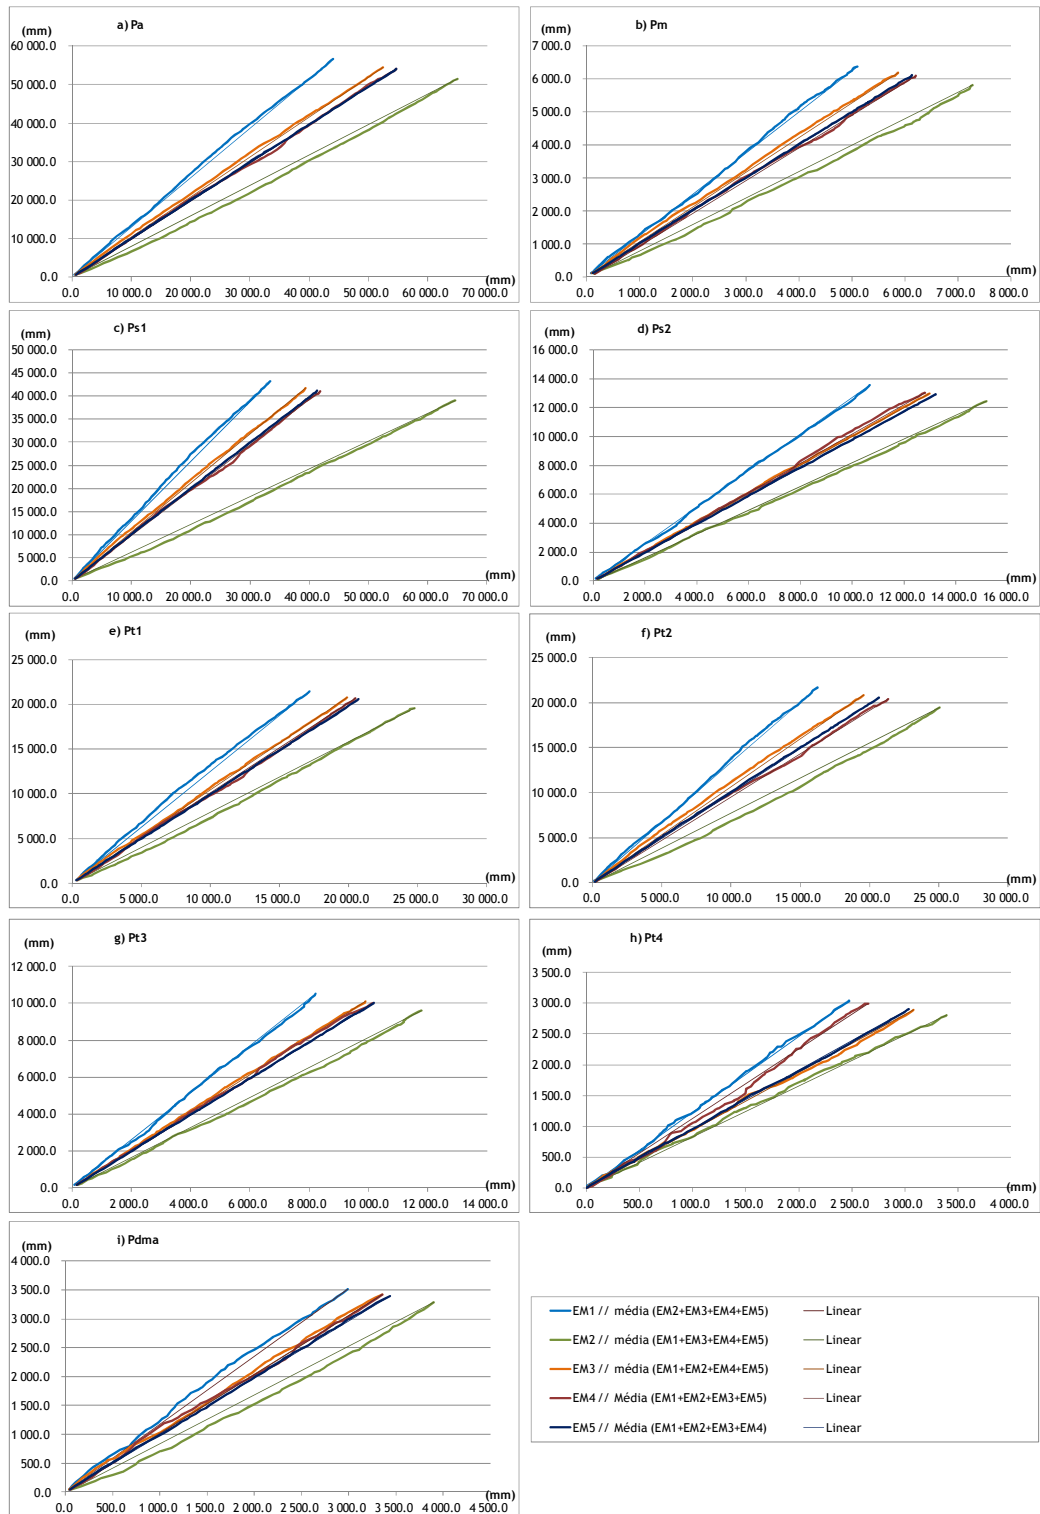 a) Pa
(mm)
60 000.0
50 000.0
40 000.0
30 000.0
20 000.0
10 000.0
0.0
0.0 10 000.0 20 000.0 30 000.0 40 000.0 50 000.0 60 000.0 70 000.0
(mm)
b) Pm
(mm)
7 000.0
6 000.0
5 000.0
4 000.0
3 000.0
2 000.0
1 000.0
0.0
0.0 1 000.0 2 000.0 3 000.0 4 000.0 5 000.0 6 000.0 7 000.0 8 000.0
(mm)
c) Ps1
(mm)
50 000.0
45 000.0
40 000.0
35 000.0
30 000.0
25 000.0
20 000.0
15 000.0
10 000.0
5 000.0
0.0
0.0 10 000.0 20 000.0 30 000.0 40 000.0 50 000.0 60 000.0 70 000.0
(mm)
d) Ps2
(mm)
16 000.0
14 000.0
12 000.0
10 000.0
8 000.0
6 000.0
4 000.0
2 000.0
0.0
0.0 2 000.0 4 000.0 6 000.0 8 000.0 10 000.0 12 000.0 14 000.0 16 000.0
(mm)
e) Pt1
(mm)
25 000.0
20 000.0
15 000.0
10 000.0
5 000.0
0.0
0.0 5 000.0 10 000.0 15 000.0 20 000.0 25 000.0 30 000.0
(mm)
f) Pt2
(mm)
25 000.0
20 000.0
15 000.0
10 000.0
5 000.0
0.0
0.0 5 000.0 10 000.0 15 000.0 20 000.0 25 000.0 30 000.0
(mm)
g) Pt3
(mm)
12 000.0
10 000.0
8 000.0
6 000.0
4 000.0
2 000.0
0.0
0.0 2 000.0 4 000.0 6 000.0 8 000.0 10 000.0 12 000.0 14 000.0
(mm)
h) Pt4
(mm)
3 500.0
3 000.0
2 500.0
2 000.0
1 500.0
1 000.0
500.0
0.0
0.0 500.0 1 000.0 1 500.0 2 000.0 2 500.0 3 000.0 3 500.0 4 000.0
(mm)
i) Pdma
(mm)
4 000.0
3 500.0
3 000.0
2 500.0
2 000.0
1 500.0
1 000.0
500.0
0.0
0.0 500.0 1 000.0 1 500.0 2 000.0 2 500.0 3 000.0 3 500.0 4 000.0 4 500.0
(mm)
EM1 // média (EM2+EM3+EM4+EM5) Linear
EM2 // média (EM1+EM3+EM4+EM5) Linear
EM3 // média (EM1+EM2+EM4+EM5) Linear
EM4 // Média (EM1+EM2+EM3+EM5) Linear
EM5 // Média (EM1+EM2+EM3+EM4) Linear